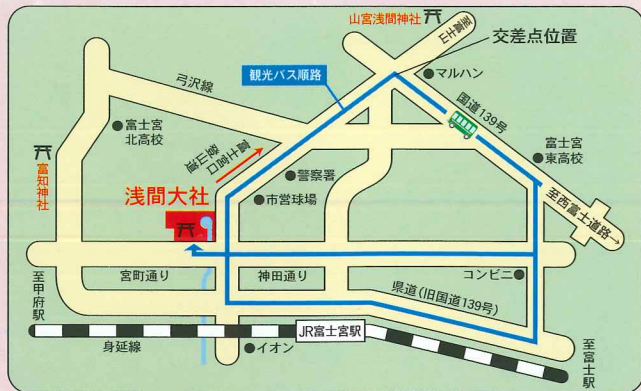 山宮浅間神社
至富士山
交差点位置
マルハン
観光バス順路
弓沢線
国道139号
富士宮
北高校
富士宮口
登山道
富士宮
東高校
富知神社
警察署
浅間大社
市営球場
至西富士道路→
宮町通り
神田通り
コンビニ
至甲府駅
県道(旧国道139号)
JR富士宮駅
身延線
イオン
至富士駅